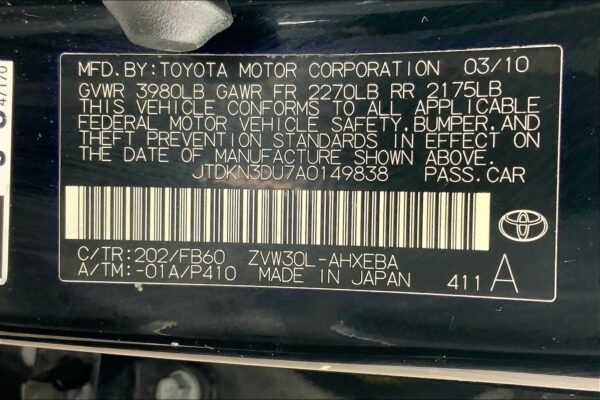 MFD. BY: TOYOTA MOTOR CORPORATION 03/10
GVWR 3980LB GAWR FR 2270LB RR 2175LB
THIS VEHICLE CONFORMS TO ALL APPLICABLE
FEDERAL MOTOR VEHICLE SAFETY, BUMPER, AND
THEFT PREVENTION STANDARDS IN EFFECT ON
THE DATE OF MANUFACTURE SHOWN ABOVE.
JTDKN3DU7A0149838 PASS. CAR
C/TR: 202/FB60 ZVW30L-AHXEBA
A/TM: -01A/P410 MADE IN JAPAN 411 A